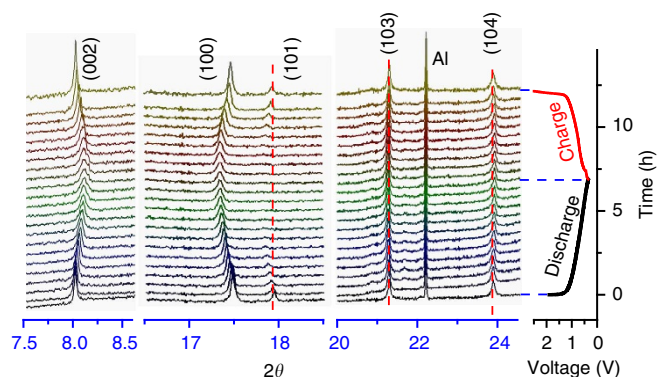 (002)
(100)
(101)
(103)
Al
(104)
Charge
Discharge
10
5
0
Time (h)
7.5 8.0 8.5 17 18 20 22 24 2 1 0
2θ
Voltage (V)